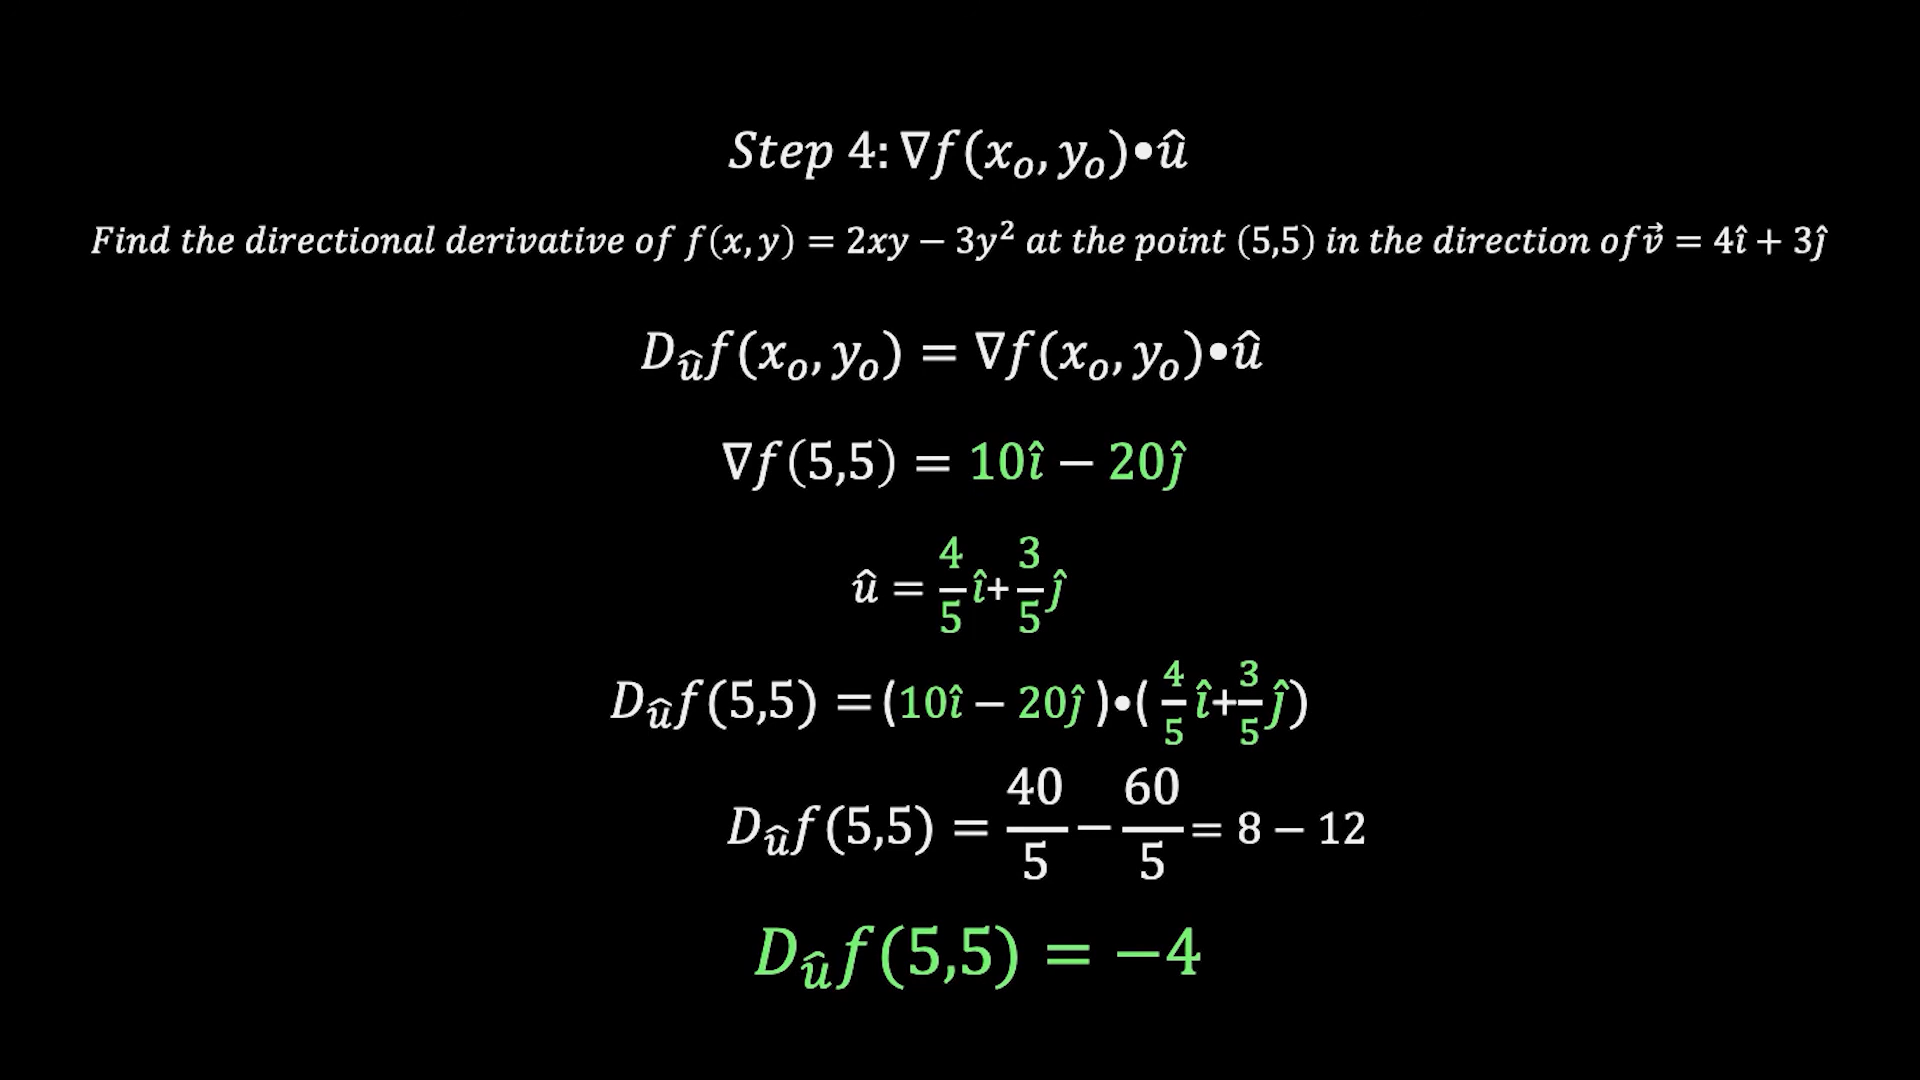 Step 4: ∇f(xₒ, yₒ)•û
Find the directional derivative of f(x, y) = 2xy − 3y² at the point (5,5) in the direction of v⃗ = 4î + 3ĵ
D_û f(xₒ, yₒ) = ∇f(xₒ, yₒ)•û
∇f(5,5) = 10î − 20ĵ
û = 4/5 î + 3/5 ĵ
D_û f(5,5) = (10î − 20ĵ )•( 4/5 î + 3/5 ĵ)
D_û f(5,5) = 40/5 − 60/5 = 8 − 12
D_û f(5,5) = −4